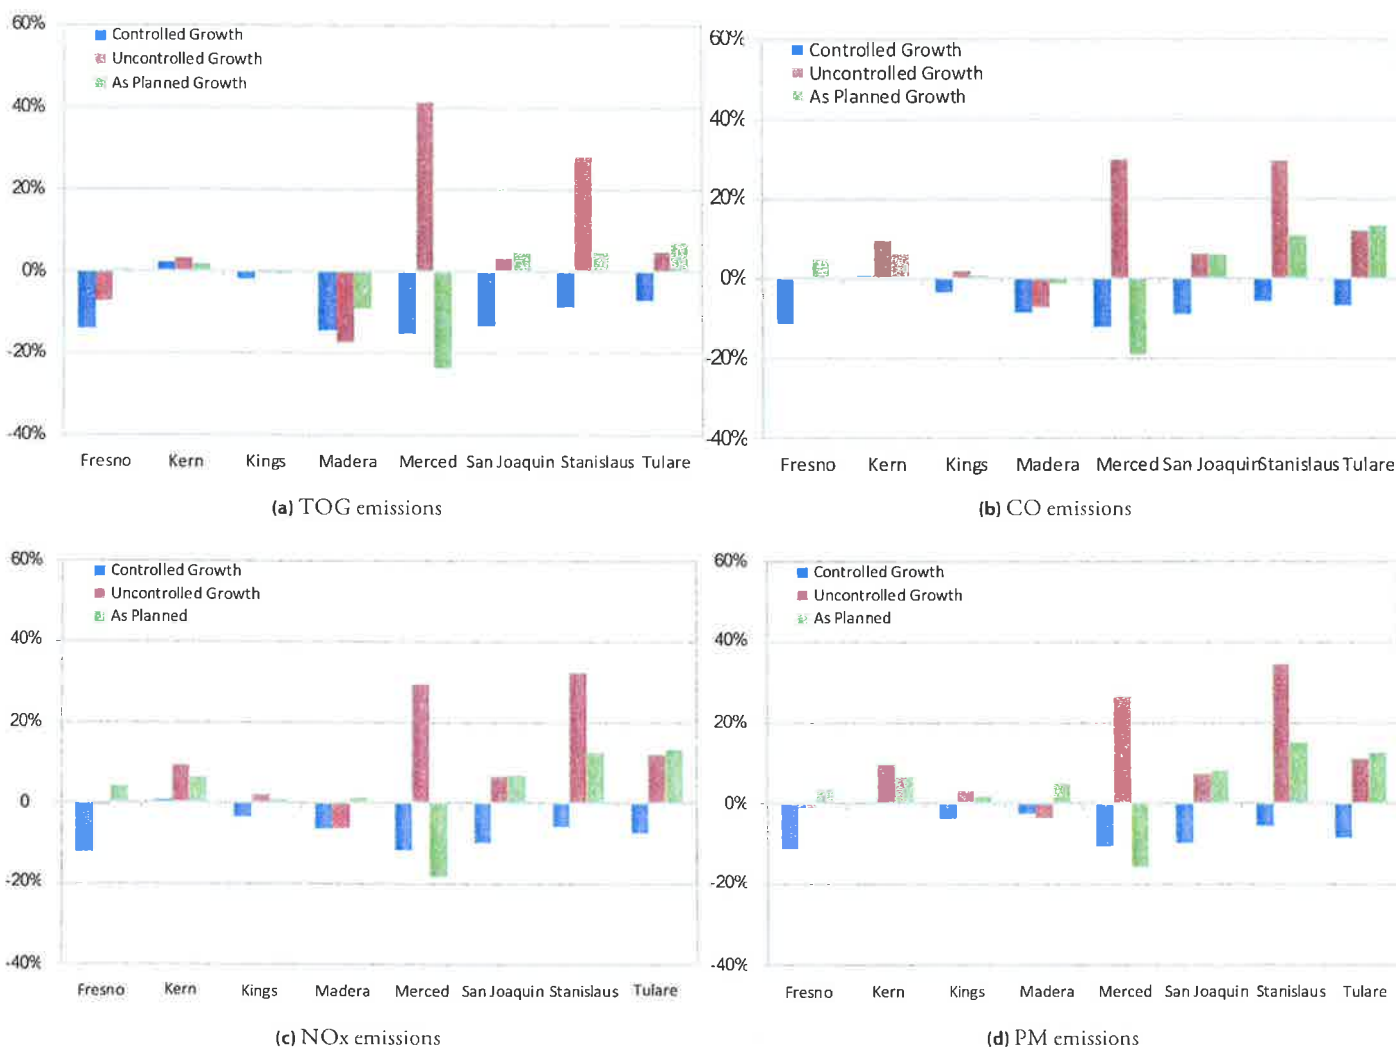 60%
Controlled Growth
Uncontrolled Growth
As Planned Growth
40%
20%
0%
-20%
-40%
Fresno Kern Kings Madera Merced San Joaquin Stanislaus Tulare
(a) TOG emissions
60%
Controlled Growth
Uncontrolled Growth
As Planned Growth
40%
20%
0%
-20%
-40%
Fresno Kern Kings Madera Merced San Joaquin Stanislaus Tulare
(b) CO emissions
60%
Controlled Growth
Uncontrolled Growth
As Planned
40%
20%
0
-20%
-40%
Fresno Kern Kings Madera Merced San Joaquin Stanislaus Tulare
(c) NOx emissions
60%
Controlled Growth
Uncontrolled Growth
As Planned
40%
20%
0%
-20%
-40%
Fresno Kern Kings Madera Merced San Joaquin Stanislaus Tulare
(d) PM emissions